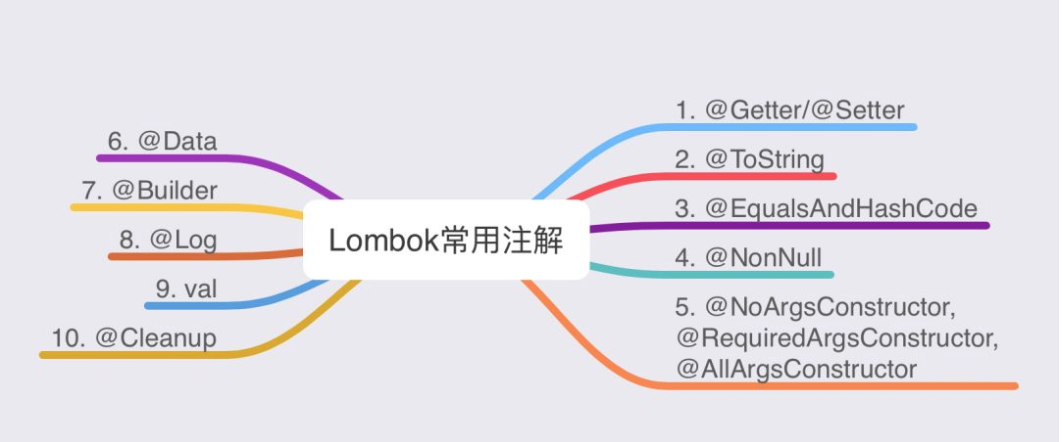 Lombok常用注解
1. @Getter/@Setter
2. @ToString
3. @EqualsAndHashCode
4. @NonNull
5. @NoArgsConstructor,
@RequiredArgsConstructor,
@AllArgsConstructor
6. @Data
7. @Builder
8. @Log
9. val
10. @Cleanup